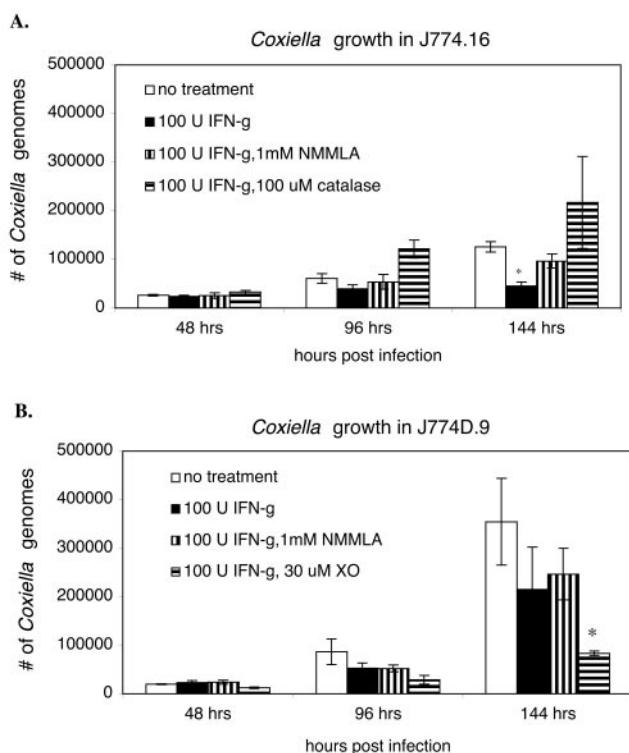 A.
Coxiella growth in J774.16
500000
400000
300000
200000
100000
0
# of Coxiella genomes
no treatment
100 U IFN-g
100 U IFN-g,1mM NMMLA
100 U IFN-g,100 uM catalase
*
48 hrs
96 hrs
144 hrs
hours post infection
B.
Coxiella growth in J774D.9
500000
400000
300000
200000
100000
0
# of Coxiella genomes
no treatment
100 U IFN-g
100 U IFN-g,1mM NMMLA
100 U IFN-g, 30 uM XO
*
48 hrs
96 hrs
144 hrs
hours post infection